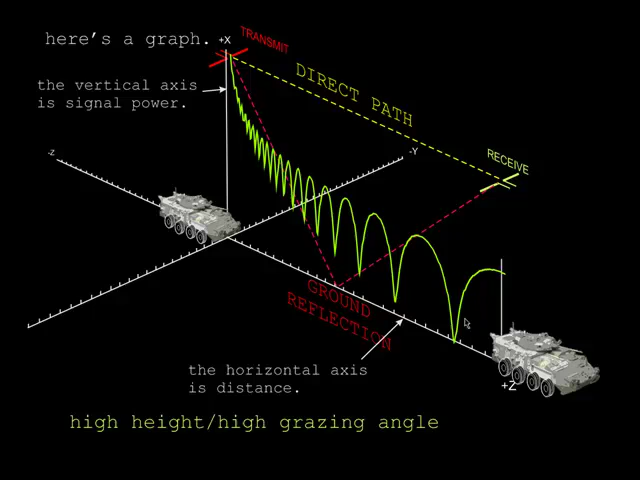 here's a graph.
+X
TRANSMIT
the vertical axis
is signal power.
DIRECT PATH
-Z
-Y
RECEIVE
GROUND
REFLECTION
the horizontal axis
is distance.
+Z
high height/high grazing angle